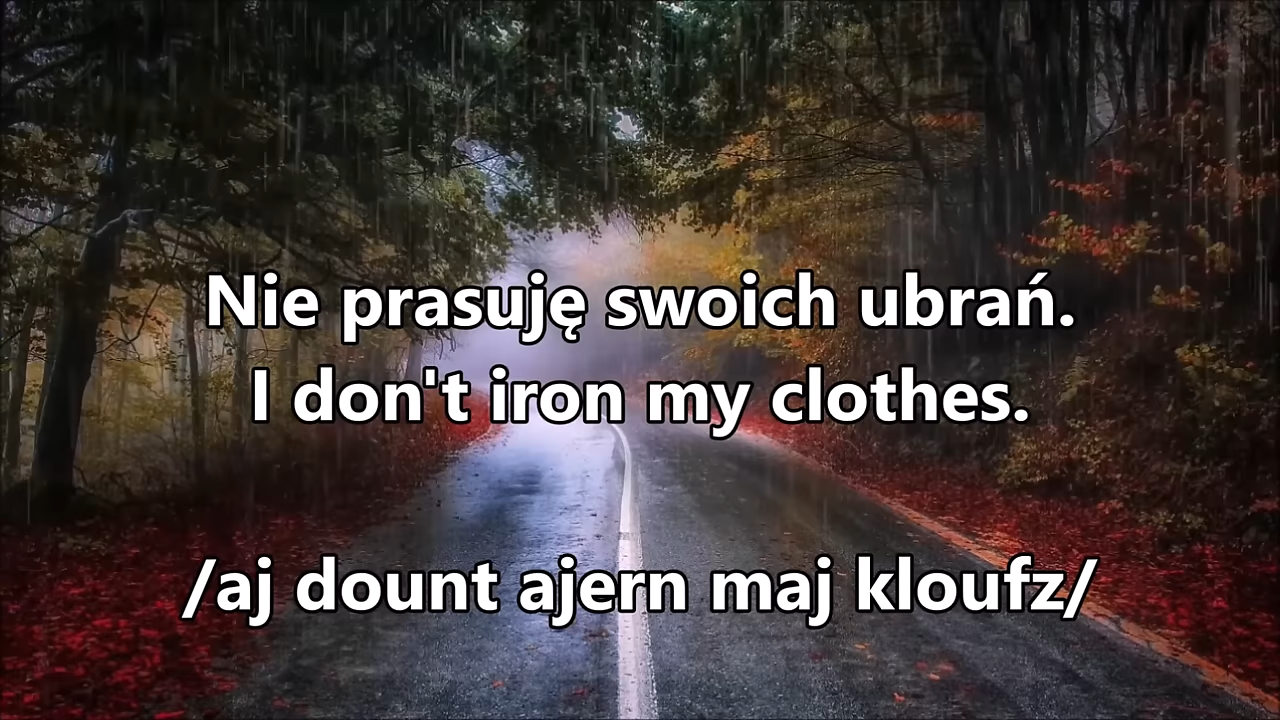 Nie prasuję swoich ubrań.
I don't iron my clothes.
/aj dount ajern maj kloufz/